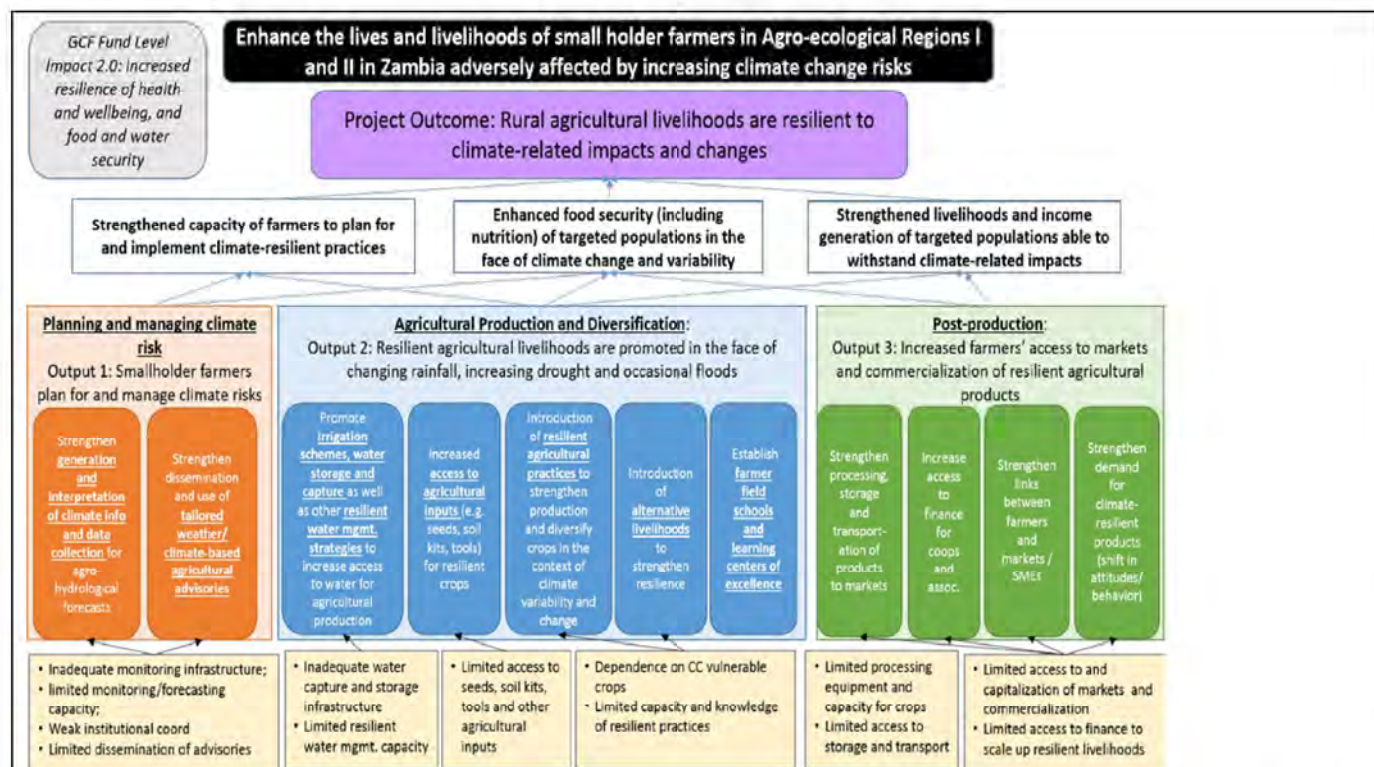 GCF Fund Level
Impact 2.0: Increased
resilience of health
and wellbeing, and
food and water
security
Enhance the lives and livelihoods of small holder farmers in Agro-ecological Regions I
and II in Zambia adversely affected by increasing climate change risks
Project Outcome: Rural agricultural livelihoods are resilient to
climate-related impacts and changes
Strengthened capacity of farmers to plan for
and implement climate-resilient practices
Enhanced food security (including
nutrition) of targeted populations in the
face of climate change and variability
Strengthened livelihoods and income
generation of targeted populations able to
withstand climate-related impacts
Planning and managing climate
risk
Output 1: Smallholder farmers
plan for and manage climate risks
Strengthen
generation
and
interpretation
of climate info
and data
collection for
agro-
hydrological
forecasts
Strengthen
dissemination
and use of
tailored
weather/
climate-based
agricultural
advisories
Agricultural Production and Diversification:
Output 2: Resilient agricultural livelihoods are promoted in the face of
changing rainfall, increasing drought and occasional floods
Promote
irrigation
schemes, water
storage and
capture as well
as other resilient
water mgmt.
strategies to
increase access
to water for
agricultural
production
Increased
access to
agricultural
inputs (e.g.
seeds, soil
kits, tools)
for resilient
crops
Introduction
of resilient
agricultural
practices to
strengthen
production
and diversify
crops in the
context of
climate
variability and
change
Introduction
of
alternative
livelihoods
to
strengthen
resilience
Establish
farmer
field
schools
and
learning
centers of
excellence
Post-production:
Output 3: Increased farmers' access to markets
and commercialization of resilient agricultural
products
Strengthen
processing,
storage
and
transport-
ation of
products
to markets
Increase
access
to
finance
for
coops
and
assoc.
Strengthen
links
between
farmers
and
markets /
SMEs
Strengthen
demand
for
climate-
resilient
products
(shift in
attitudes/
behavior)
• Inadequate monitoring infrastructure;
• limited monitoring/forecasting
capacity;
• Weak institutional coord
• Limited dissemination of advisories
• Inadequate water
capture and storage
infrastructure
• Limited resilient
water mgmt. capacity
• Limited access to
seeds, soil kits,
tools and other
agricultural
inputs
• Dependence on CC vulnerable
crops
- Limited capacity and knowledge
of resilient practices
• Limited processing
equipment and
capacity for crops
• Limited access to
storage and transport
• Limited access to and
capitalization of markets and
commercialization
• Limited access to finance to
scale up resilient livelihoods